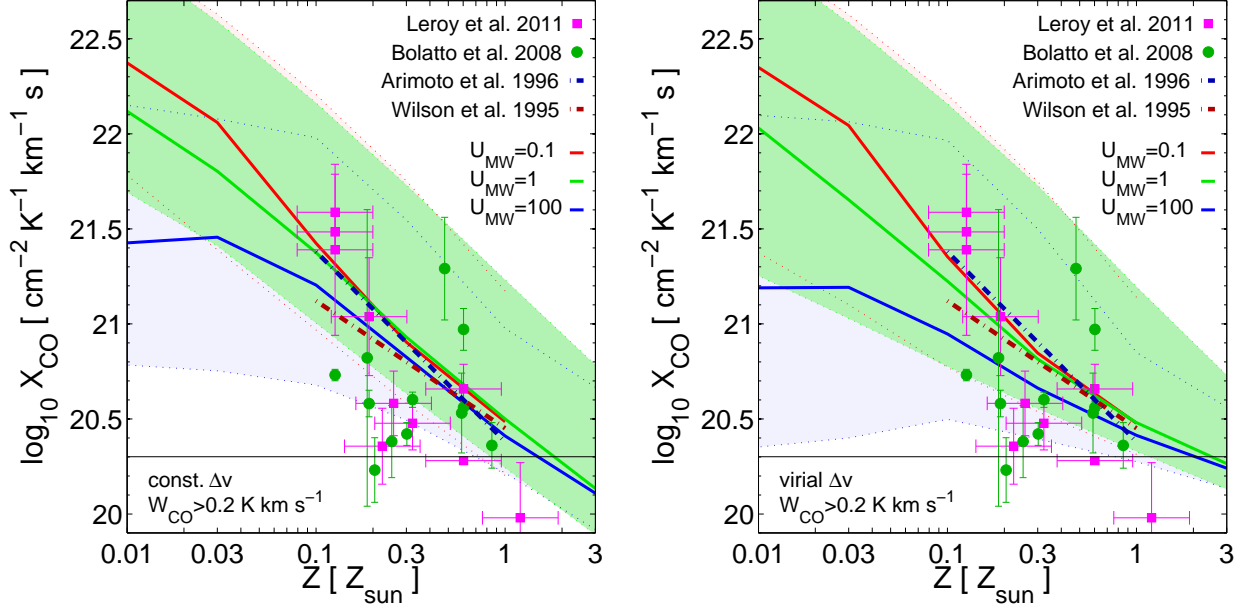 22.5
22
21.5
21
20.5
20
log10 XCO [ cm−2 K−1 km−1 s ]
Leroy et al. 2011
Bolatto et al. 2008
Arimoto et al. 1996
Wilson et al. 1995
UMW=0.1
UMW=1
UMW=100
const. Δv
WCO>0.2 K km s−1
0.01 0.03 0.1 0.3 1 3
Z [ Zsun ]
22.5
22
21.5
21
20.5
20
log10 XCO [ cm−2 K−1 km−1 s ]
Leroy et al. 2011
Bolatto et al. 2008
Arimoto et al. 1996
Wilson et al. 1995
UMW=0.1
UMW=1
UMW=100
virial Δv
WCO>0.2 K km s−1
0.01 0.03 0.1 0.3 1 3
Z [ Zsun ]